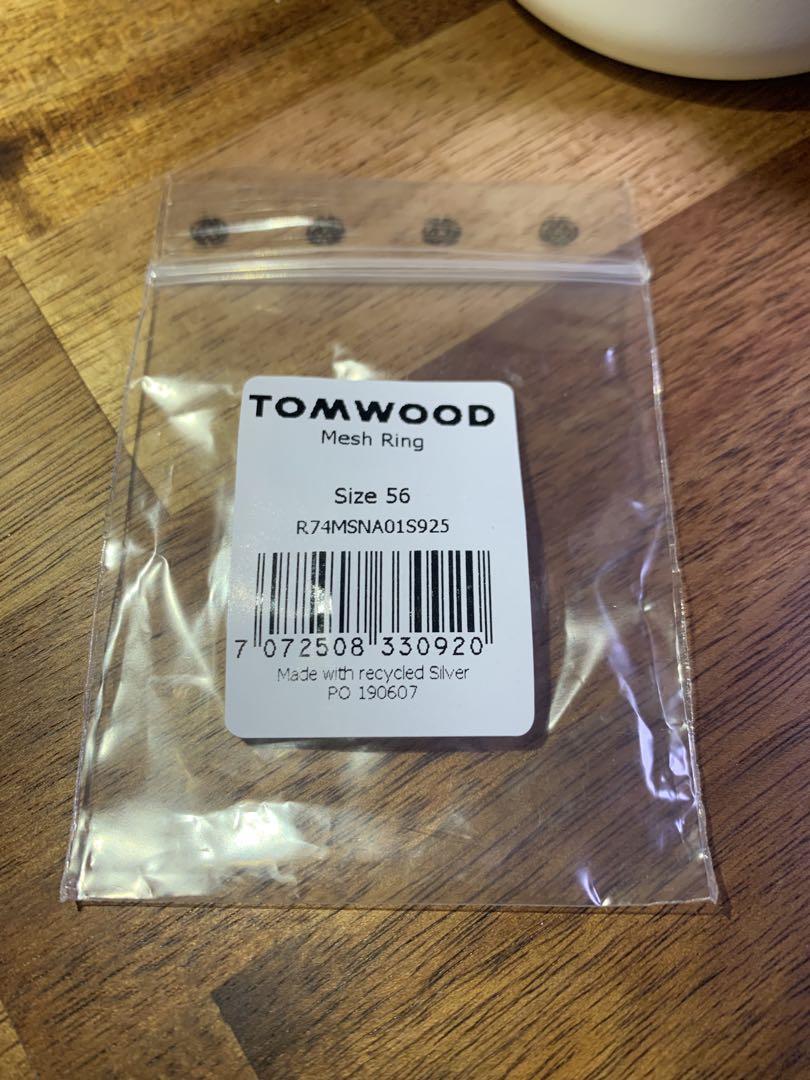 TOMWOOD
Mesh Ring
Size 56
R74MSNA01S925
7 072508 330920
Made with recycled Silver
PO 190607